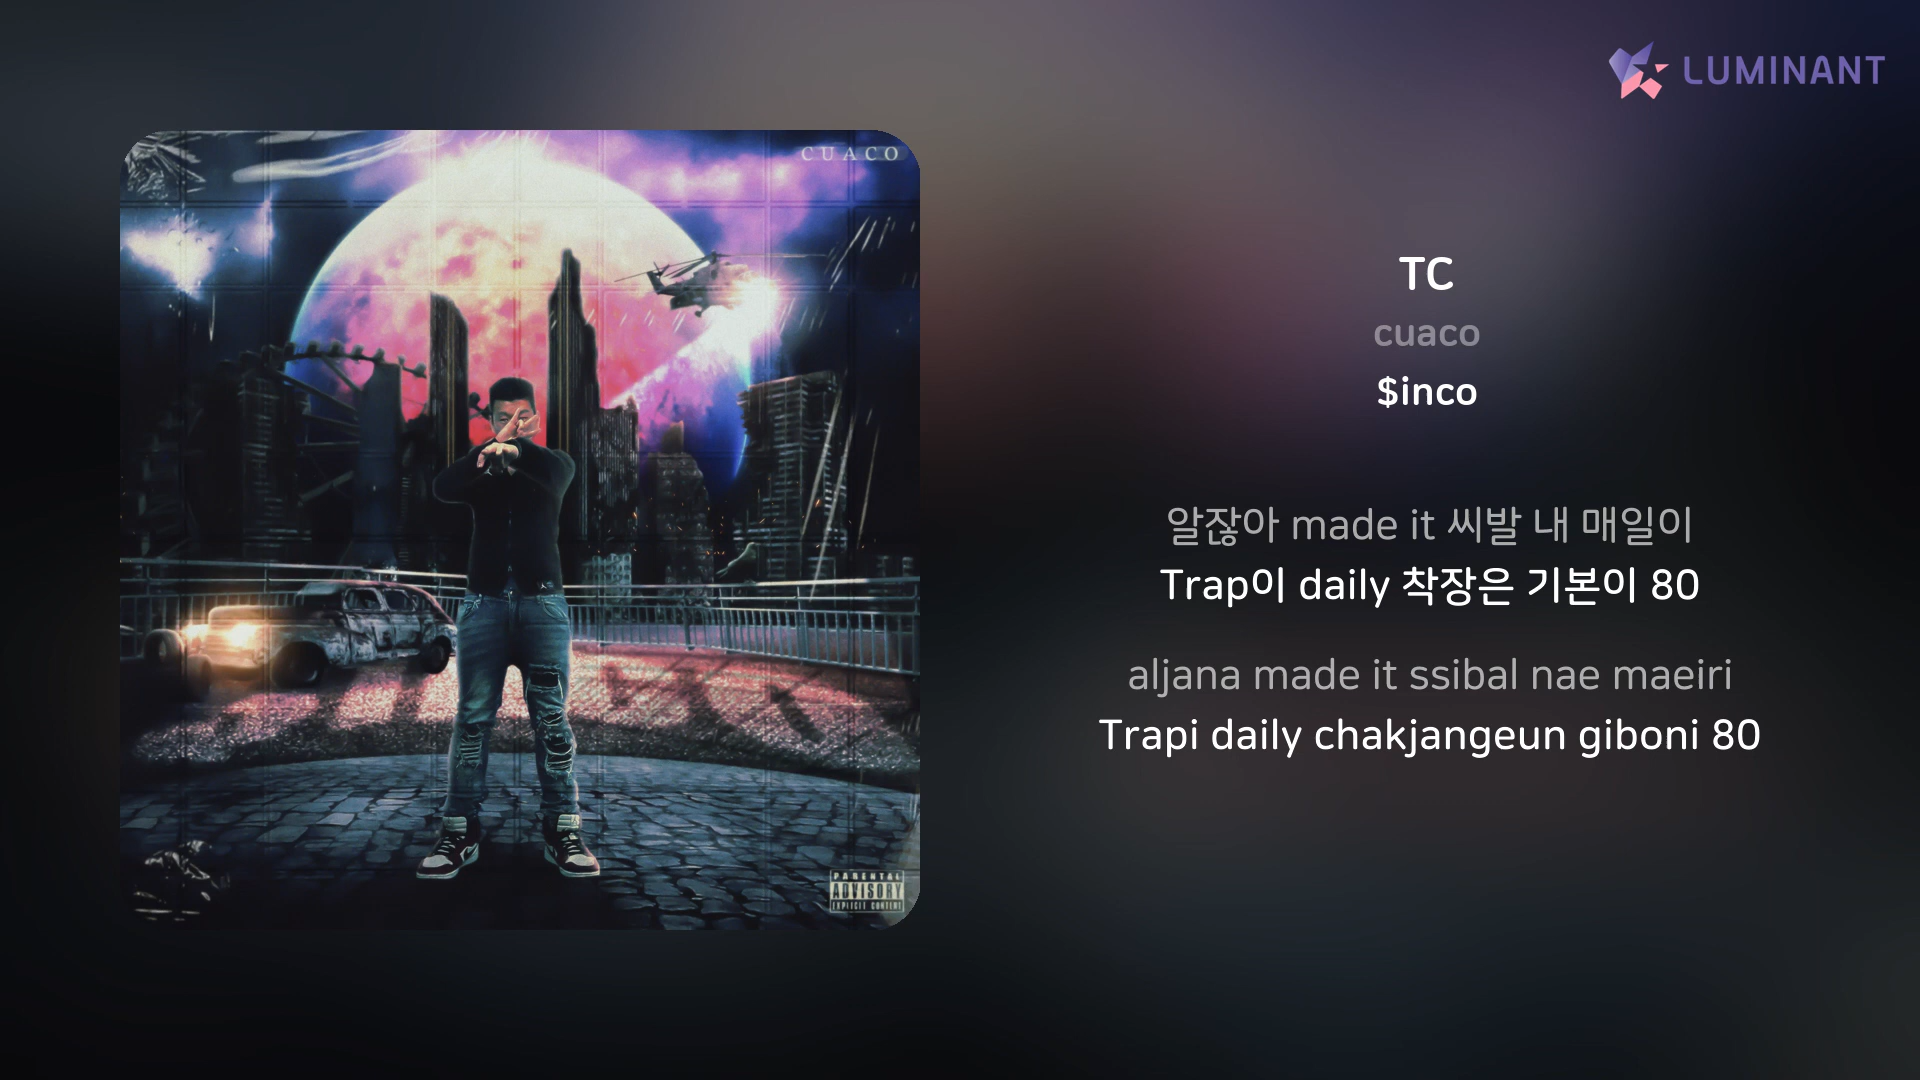 LUMINANT
CUACO
TC
cuaco
$inco
알잖아 made it 씨발 내 매일이
Trap이 daily 착장은 기본이 80
aljana made it ssibal nae maeiri
Trapi daily chakjangeun giboni 80
PARENTAL
ADVISORY
EXPLICIT CONTENT